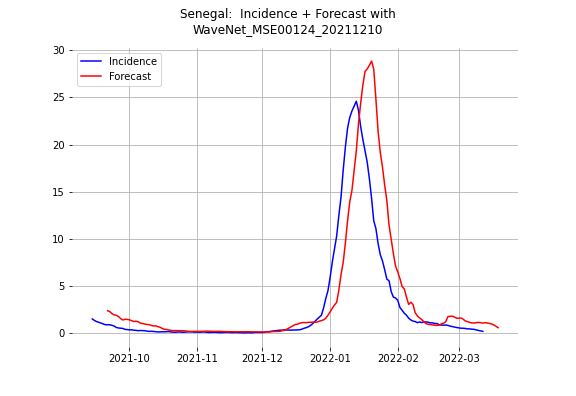 Senegal:  Incidence + Forecast with
WaveNet_MSE00124_20211210
Incidence
Forecast
30
25
20
15
10
5
0
2021-10 2021-11 2021-12 2022-01 2022-02 2022-03